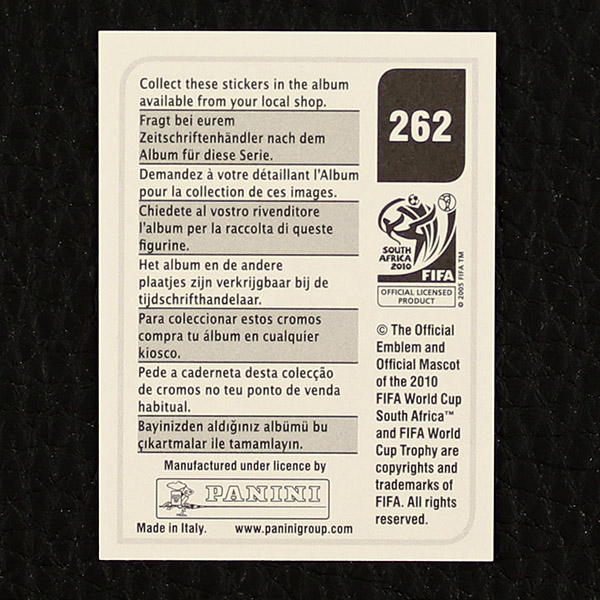 Collect these stickers in the album
available from your local shop.
Fragt bei eurem
Zeitschriftenhändler nach dem
Album für diese Serie.
Demandez à votre détaillant l'Album
pour la collection de ces images.
Chiedete al vostro rivenditore
l'album per la raccolta di queste
figurine.
Het album en de andere
plaatjes zijn verkrijgbaar bij de
tijdschrifthandelaar.
Para coleccionar estos cromos
compra tu álbum en cualquier
kiosco.
Pede a caderneta desta colecção
de cromos no teu ponto de venda
habitual.
Bayinizden aldığınız albümü bu
çıkartmalar ile tamamlayın.
Manufactured under licence by
PANINI
Made in Italy. www.paninigroup.com
262
SOUTH
AFRICA
2010
FIFA
OFFICIAL LICENSED
PRODUCT
© 2005 FIFA TM
© The Official
Emblem and
Official Mascot
of the 2010
FIFA World Cup
South Africa™
and FIFA World
Cup Trophy are
copyrights and
trademarks of
FIFA. All rights
reserved.